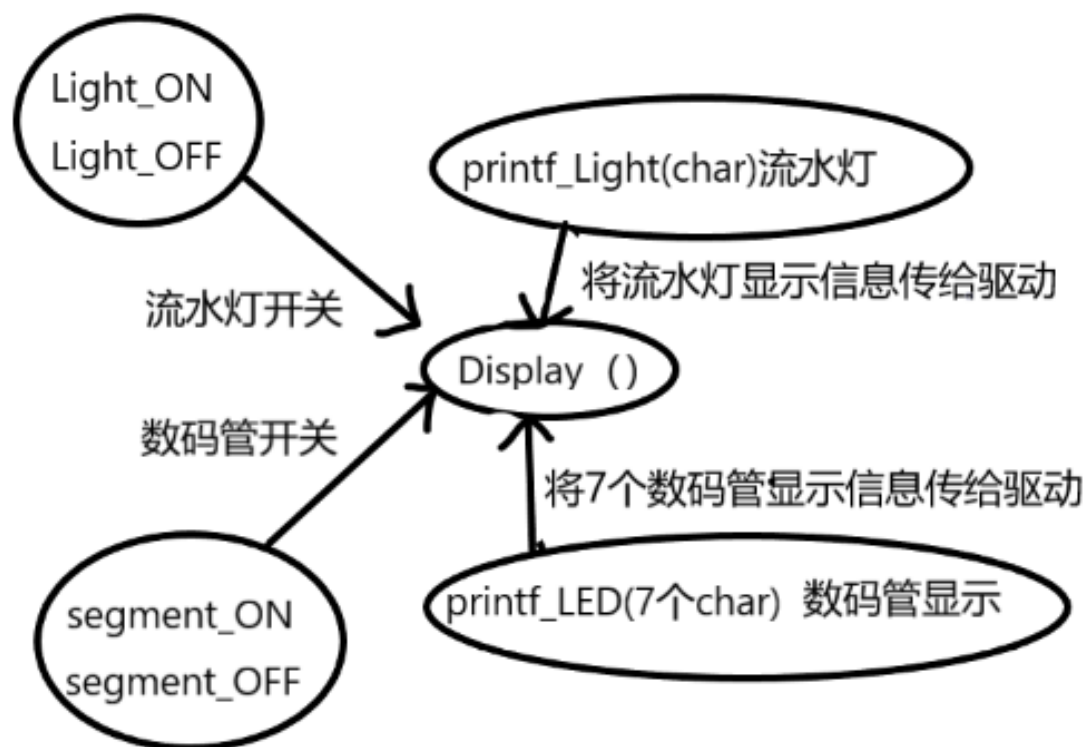 Light_ON
Light_OFF
printf_Light(char)流水灯
将流水灯显示信息传给驱动
流水灯开关
Display（）
数码管开关
将7个数码管显示信息传给驱动
segment_ON
segment_OFF
printf_LED(7个char) 数码管显示